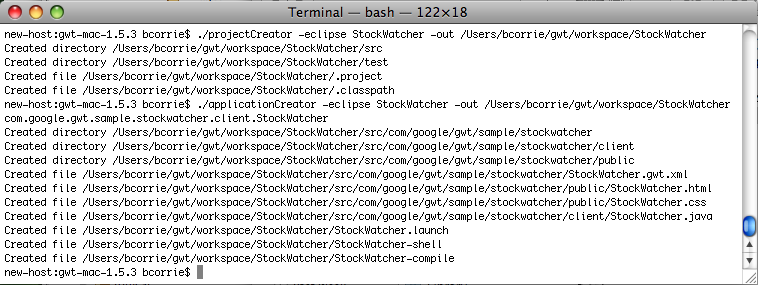 Terminal — bash — 122×18
new-host:gwt-mac-1.5.3 bcorrie$ ./projectCreator -eclipse StockWatcher -out /Users/bcorrie/gwt/workspace/StockWatcher
Created directory /Users/bcorrie/gwt/workspace/StockWatcher/src
Created directory /Users/bcorrie/gwt/workspace/StockWatcher/test
Created file /Users/bcorrie/gwt/workspace/StockWatcher/.project
Created file /Users/bcorrie/gwt/workspace/StockWatcher/.classpath
new-host:gwt-mac-1.5.3 bcorrie$ ./applicationCreator -eclipse StockWatcher -out /Users/bcorrie/gwt/workspace/StockWatcher
com.google.gwt.sample.stockwatcher.client.StockWatcher
Created directory /Users/bcorrie/gwt/workspace/StockWatcher/src/com/google/gwt/sample/stockwatcher
Created directory /Users/bcorrie/gwt/workspace/StockWatcher/src/com/google/gwt/sample/stockwatcher/client
Created directory /Users/bcorrie/gwt/workspace/StockWatcher/src/com/google/gwt/sample/stockwatcher/public
Created file /Users/bcorrie/gwt/workspace/StockWatcher/src/com/google/gwt/sample/stockwatcher/StockWatcher.gwt.xml
Created file /Users/bcorrie/gwt/workspace/StockWatcher/src/com/google/gwt/sample/stockwatcher/public/StockWatcher.html
Created file /Users/bcorrie/gwt/workspace/StockWatcher/src/com/google/gwt/sample/stockwatcher/public/StockWatcher.css
Created file /Users/bcorrie/gwt/workspace/StockWatcher/src/com/google/gwt/sample/stockwatcher/client/StockWatcher.java
Created file /Users/bcorrie/gwt/workspace/StockWatcher/StockWatcher.launch
Created file /Users/bcorrie/gwt/workspace/StockWatcher/StockWatcher-shell
Created file /Users/bcorrie/gwt/workspace/StockWatcher/StockWatcher-compile
new-host:gwt-mac-1.5.3 bcorrie$